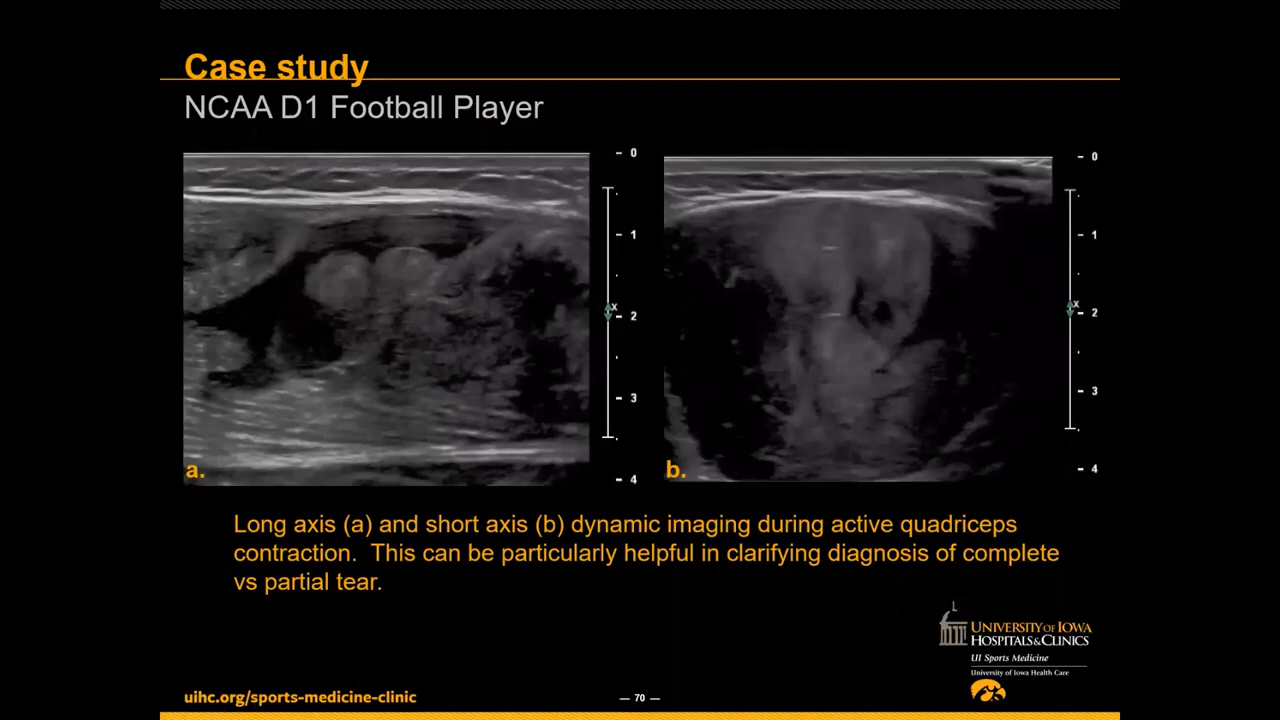 Case study
NCAA D1 Football Player
0
1
x
2
3
4
a.
0
1
x
2
3
4
b.
Long axis (a) and short axis (b) dynamic imaging during active quadriceps
contraction. This can be particularly helpful in clarifying diagnosis of complete
vs partial tear.
UNIVERSITY OF IOWA
HOSPITALS & CLINICS
UI Sports Medicine
University of Iowa Health Care
uihc.org/sports-medicine-clinic
— 70 —